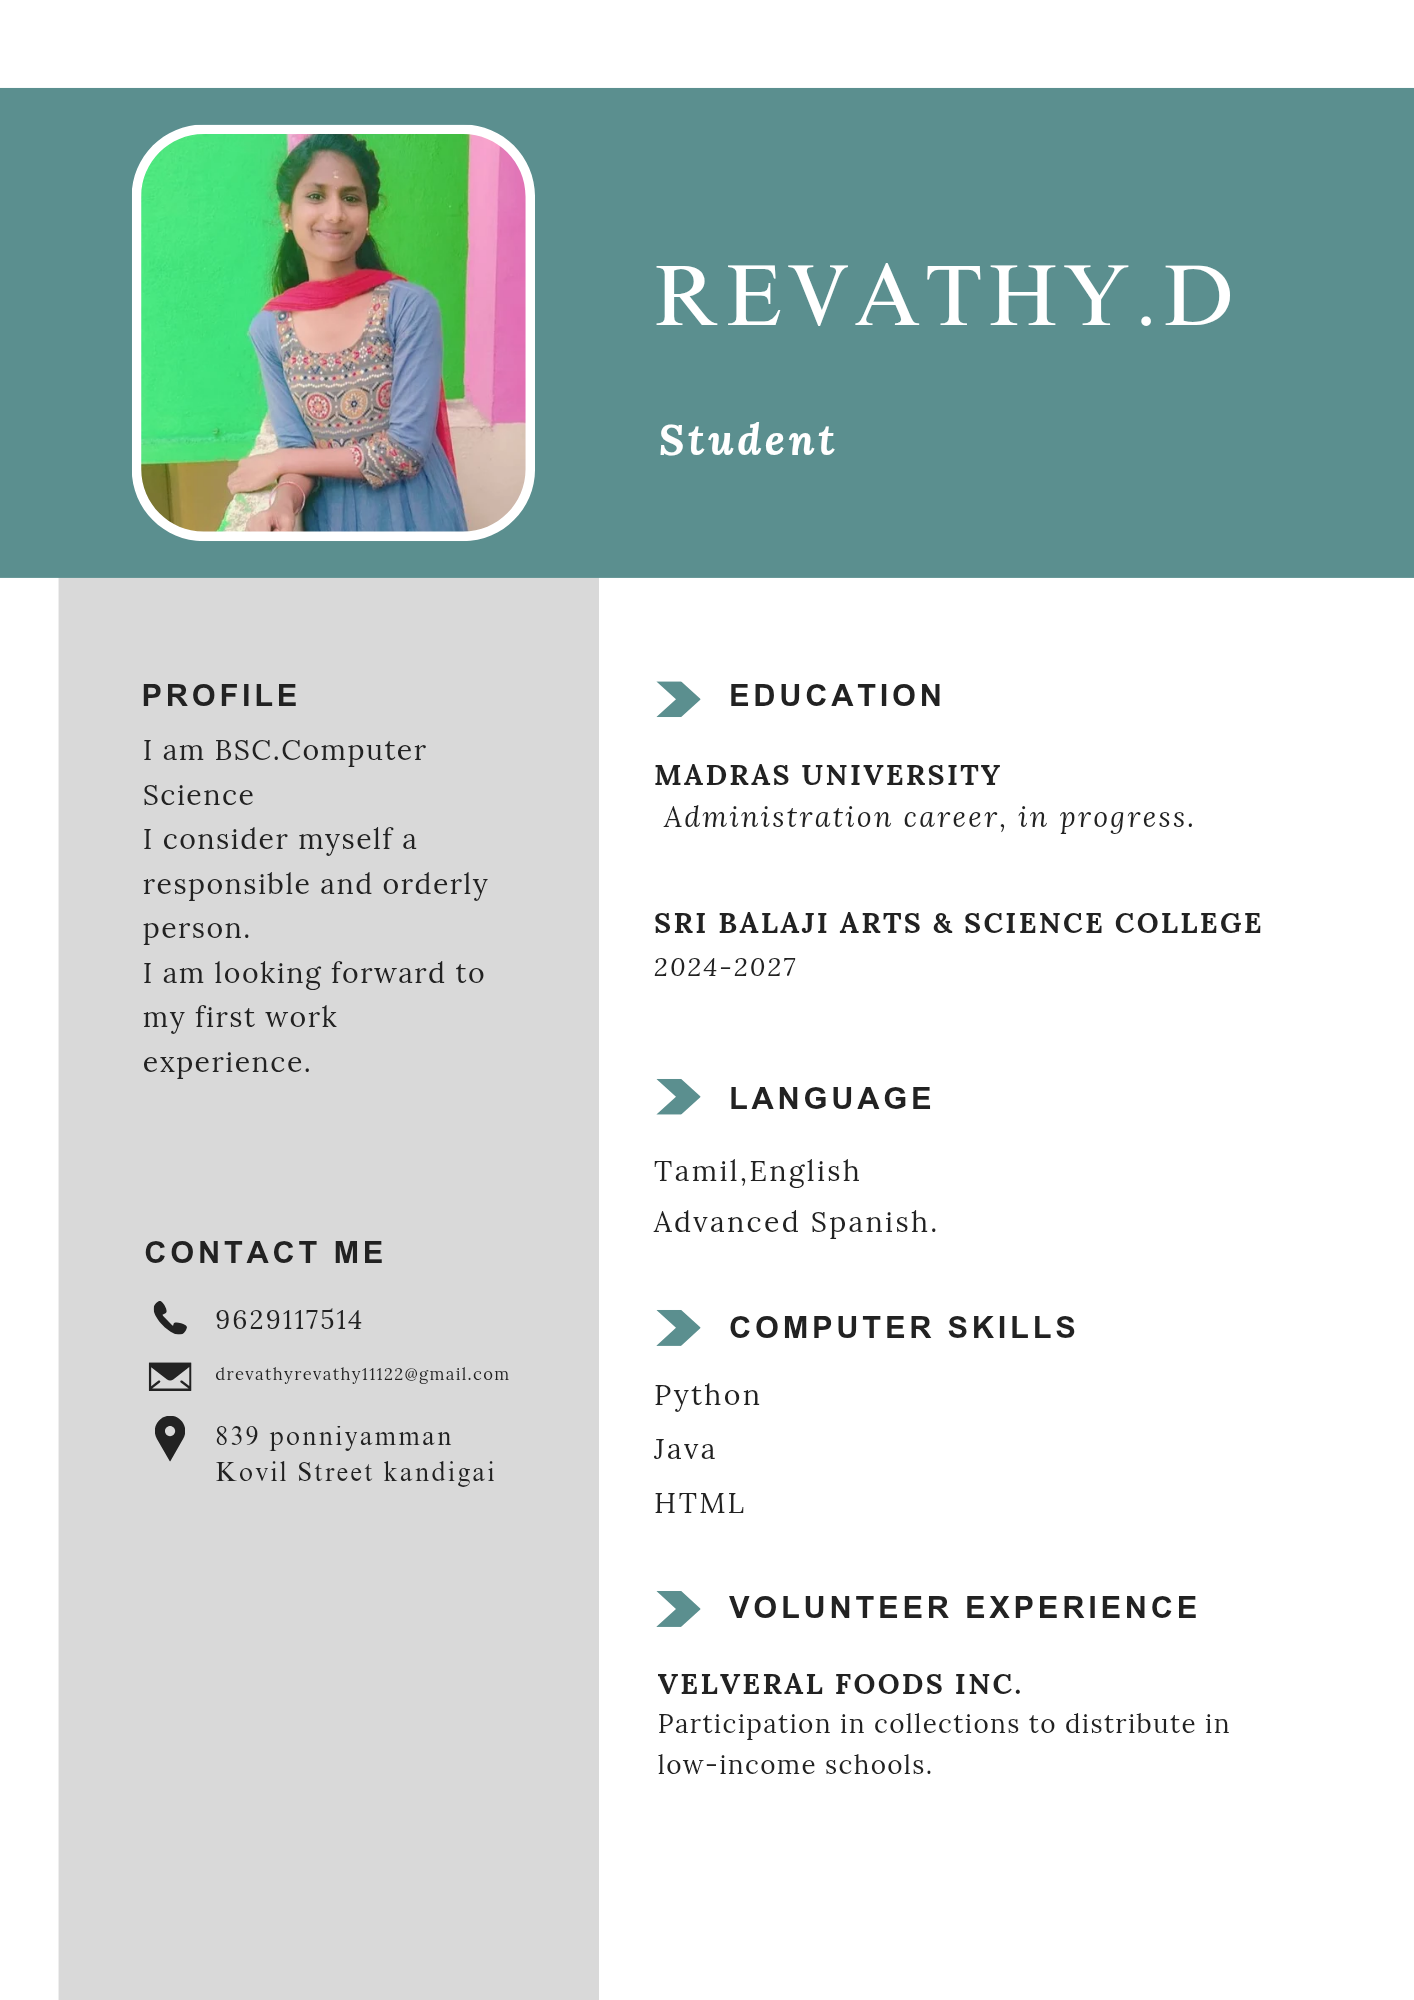 REVATHY.D
Student
PROFILE
I am BSC.Computer
Science
I consider myself a
responsible and orderly
person.
I am looking forward to
my first work
experience.
CONTACT ME
9629117514
drevathyrevathy11122@gmail.com
839 ponniyamman
Kovil Street kandigai
EDUCATION
MADRAS UNIVERSITY
Administration career, in progress.
SRI BALAJI ARTS & SCIENCE COLLEGE
2024-2027
LANGUAGE
Tamil,English
Advanced Spanish.
COMPUTER SKILLS
Python
Java
HTML
VOLUNTEER EXPERIENCE
VELVERAL FOODS INC.
Participation in collections to distribute in
low-income schools.